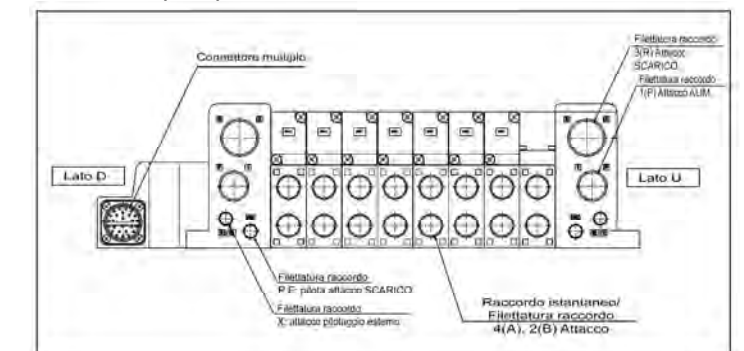 Filettatura raccordo
3(R) Attacco
SCARICO
Filettatura raccordo
1(P) Attacco ALIM.
Connettore multiplo
Lato D
Lato U
Filettatura raccordo
P.E: pilota attacco SCARICO
Filettatura raccordo
X: attacco pilotaggio esterno
Raccordo istantaneo/
Filettatura raccordo
4(A), 2(B) Attacco